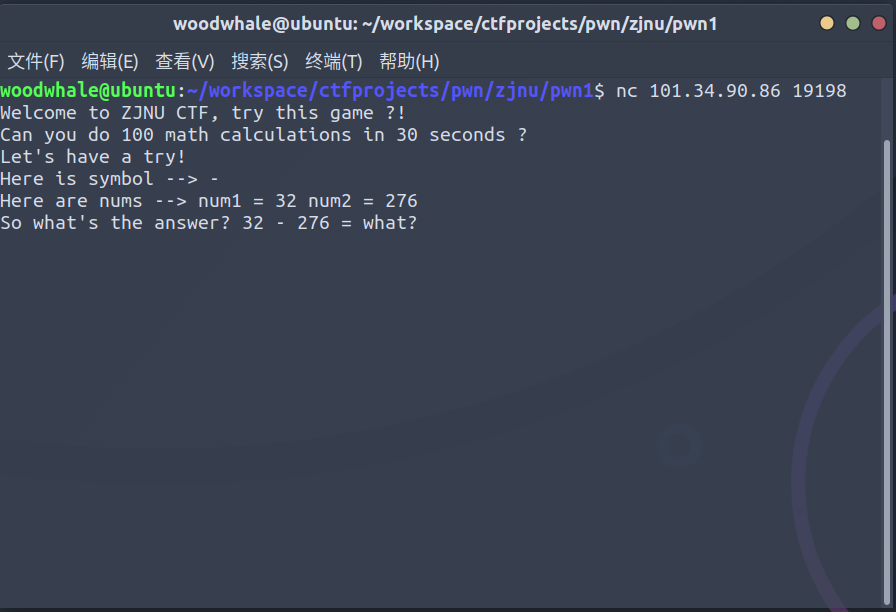 woodwhale@ubuntu: ~/workspace/ctfprojects/pwn/zjnu/pwn1
文件(F) 编辑(E) 查看(V) 搜索(S) 终端(T) 帮助(H)
woodwhale@ubuntu:~/workspace/ctfprojects/pwn/zjnu/pwn1$ nc 101.34.90.86 19198
Welcome to ZJNU CTF, try this game ?!
Can you do 100 math calculations in 30 seconds ?
Let's have a try!
Here is symbol --> -
Here are nums --> num1 = 32 num2 = 276
So what's the answer? 32 - 276 = what?